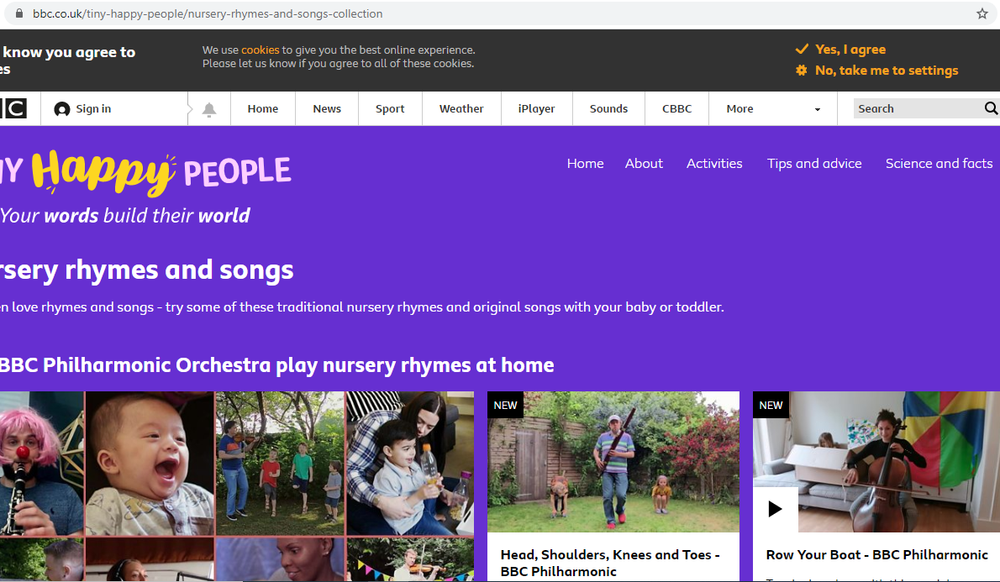 bbc.co.uk/tiny-happy-people/nursery-rhymes-and-songs-collection
know you agree to
es
We use cookies to give you the best online experience.
Please let us know if you agree to all of these cookies.
Yes, I agree
No, take me to settings
C
Sign in
Home
News
Sport
Weather
iPlayer
Sounds
CBBC
More
Search
NY Happy PEOPLE
Your words build their world
Home
About
Activities
Tips and advice
Science and facts
rsery rhymes and songs
en love rhymes and songs - try some of these traditional nursery rhymes and original songs with your baby or toddler.
BBC Philharmonic Orchestra play nursery rhymes at home
NEW
NEW
Head, Shoulders, Knees and Toes -
BBC Philharmonic
Row Your Boat - BBC Philharmonic